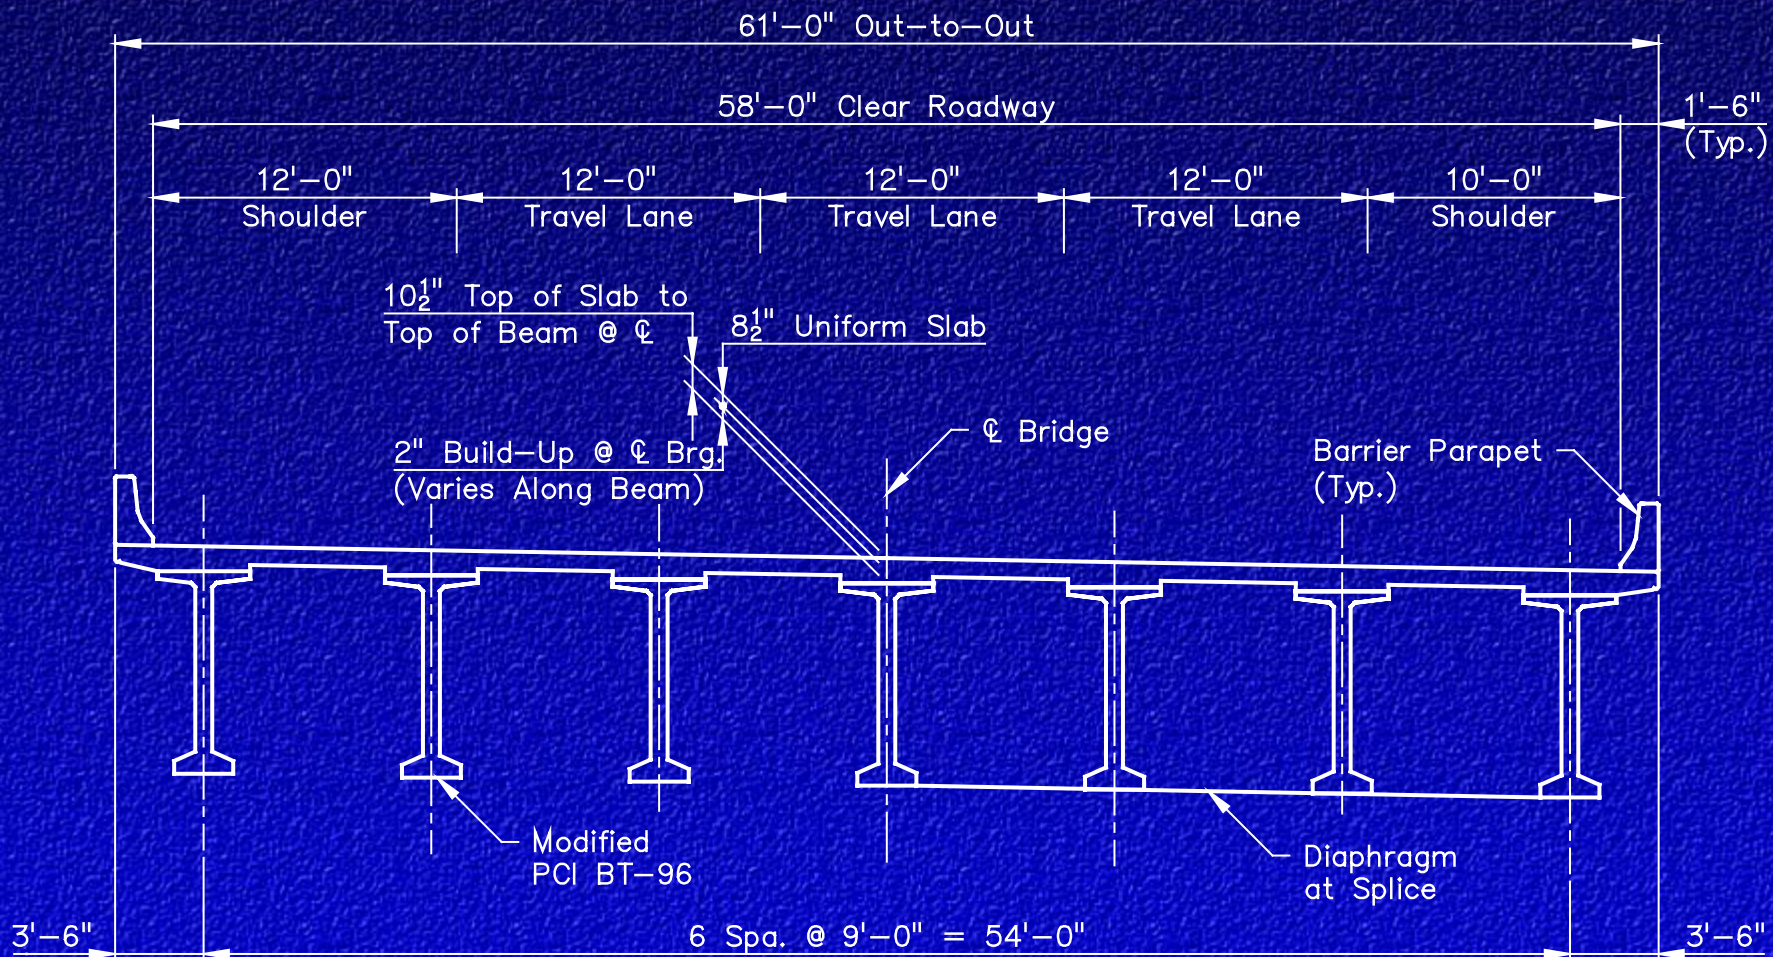 61'-0" Out-to-Out
58'-0" Clear Roadway
1'-6"
(Typ.)
12'-0"
Shoulder
12'-0"
Travel Lane
12'-0"
Travel Lane
12'-0"
Travel Lane
10'-0"
Shoulder
10½" Top of Slab to
Top of Beam @ ℄
8½" Uniform Slab
2" Build-Up @ ℄ Brg.
(Varies Along Beam)
℄ Bridge
Barrier Parapet
(Typ.)
Modified
PCI BT-96
Diaphragm
at Splice
3'-6"
6 Spa. @ 9'-0" = 54'-0"
3'-6"